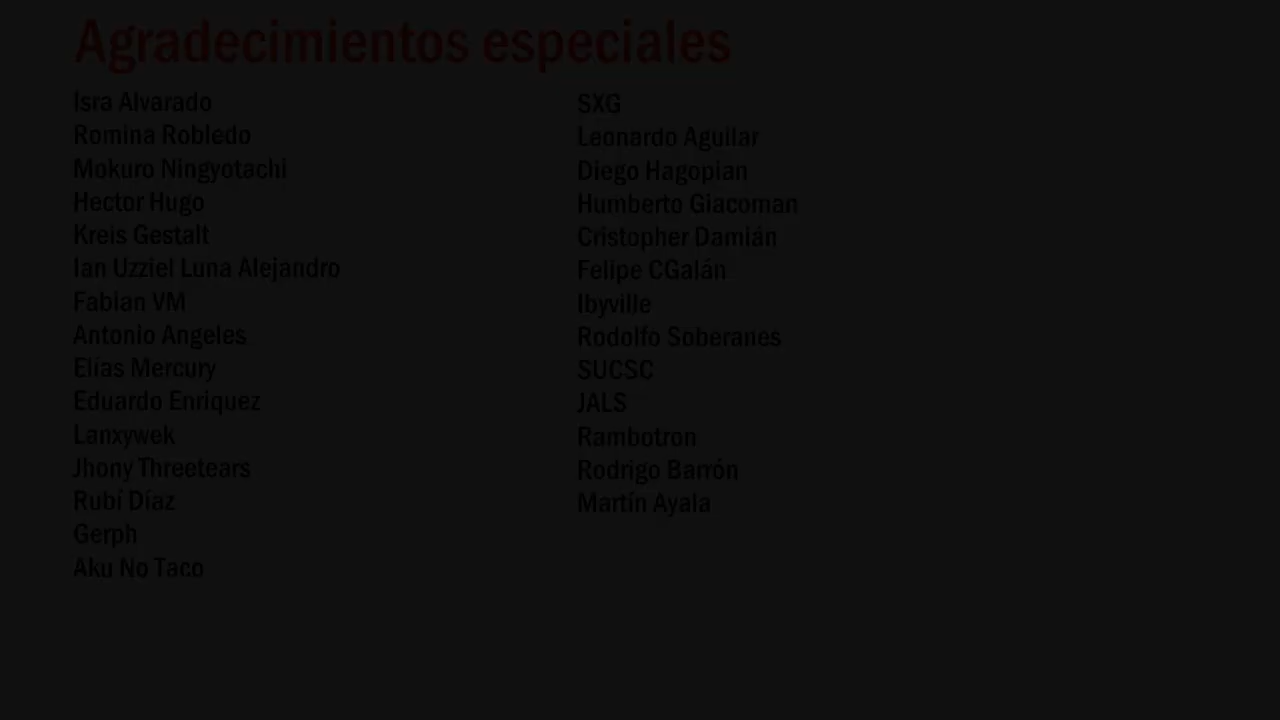 Agradecimientos especiales
Isra Alvarado
Romina Robledo
Mokuro Ningyotachi
Hector Hugo
Kreis Gestalt
Ian Uzziel Luna Alejandro
Fabian VM
Antonio Angeles
Elías Mercury
Eduardo Enriquez
Lanxywek
Jhony Threetears
Rubí Díaz
Gerph
Aku No Taco
SXG
Leonardo Aguilar
Diego Hagopian
Humberto Giacoman
Cristopher Damián
Felipe CGalán
Ibyville
Rodolfo Soberanes
SUCSC
JALS
Rambotron
Rodrigo Barrón
Martín Ayala